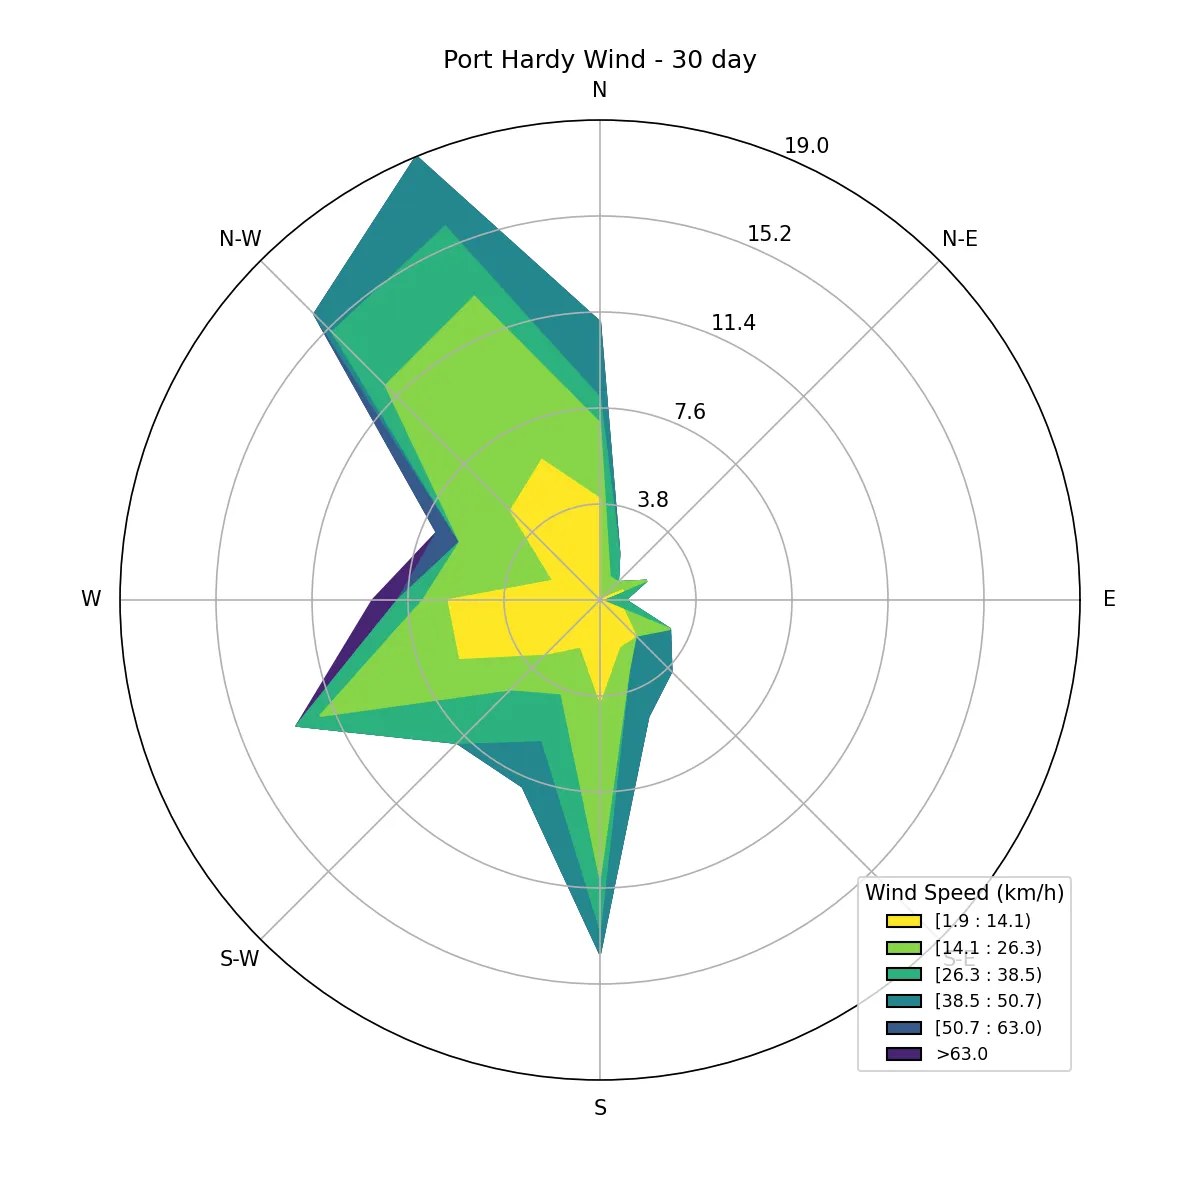 Port Hardy Wind - 30 day
N
19.0
15.2
N-W
N-E
11.4
7.6
3.8
W
E
Wind Speed (km/h)
[1.9 : 14.1)
[14.1 : 26.3)
S-W
S-E
[26.3 : 38.5)
[38.5 : 50.7)
[50.7 : 63.0)
>63.0
S